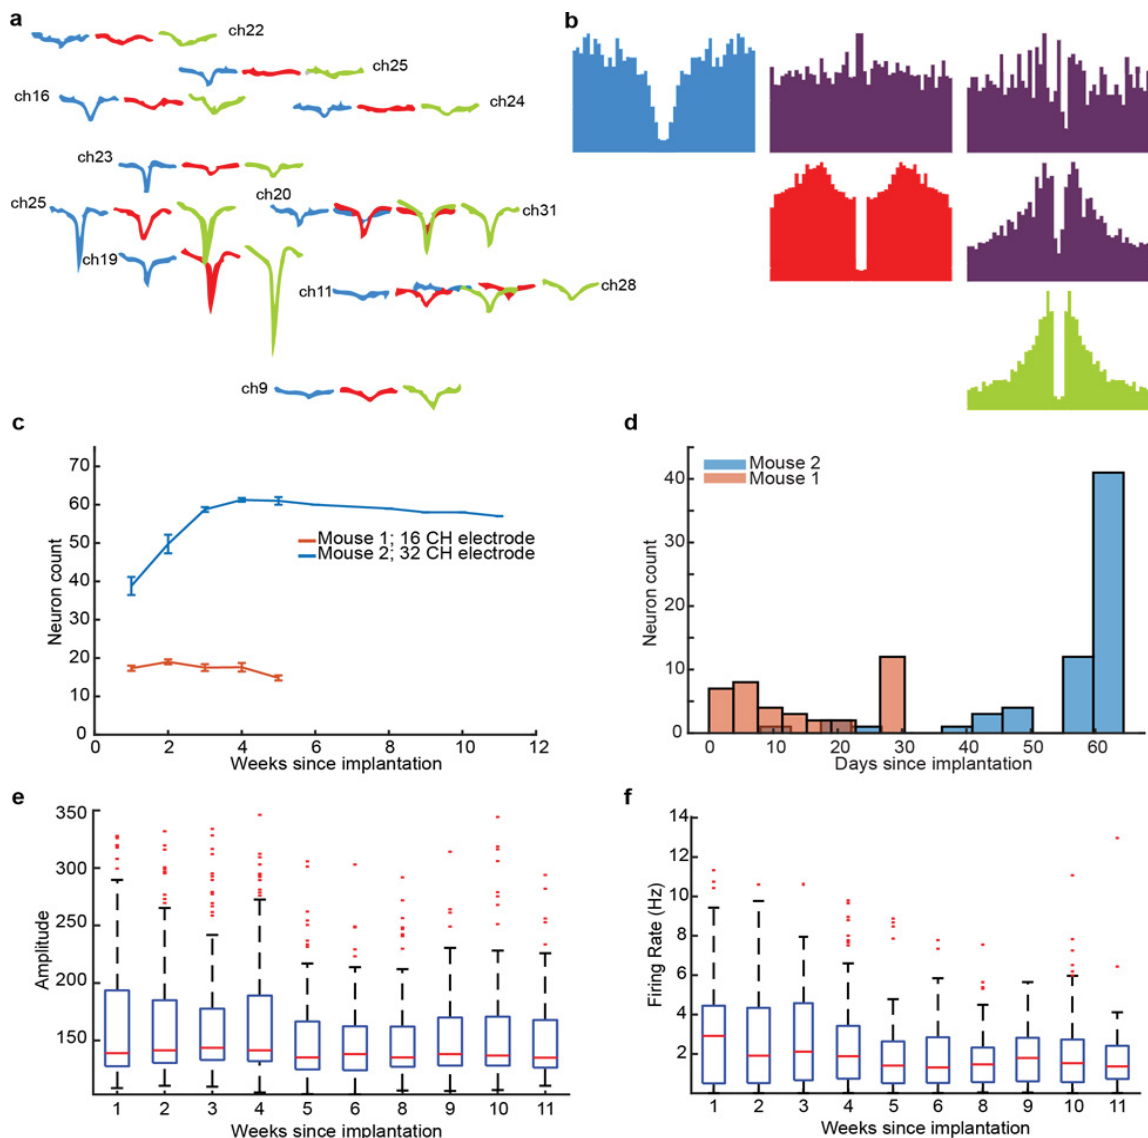 a
ch22
ch25
ch16
ch24
ch23
ch25
ch20
ch31
ch19
ch11
ch28
ch9
b
c
Neuron count
70
60
50
40
30
20
10
0
Mouse 1; 16 CH electrode
Mouse 2; 32 CH electrode
0 2 4 6 8 10 12
Weeks since implantation
d
Neuron count
40
30
20
10
0
Mouse 2
Mouse 1
0 10 20 30 40 50 60
Days since implantation
e
Amplitude
350
300
250
200
150
1 2 3 4 5 6 8 9 10 11
Weeks since implantation
f
Firing Rate (Hz)
14
12
10
8
6
4
2
1 2 3 4 5 6 8 9 10 11
Weeks since implantation